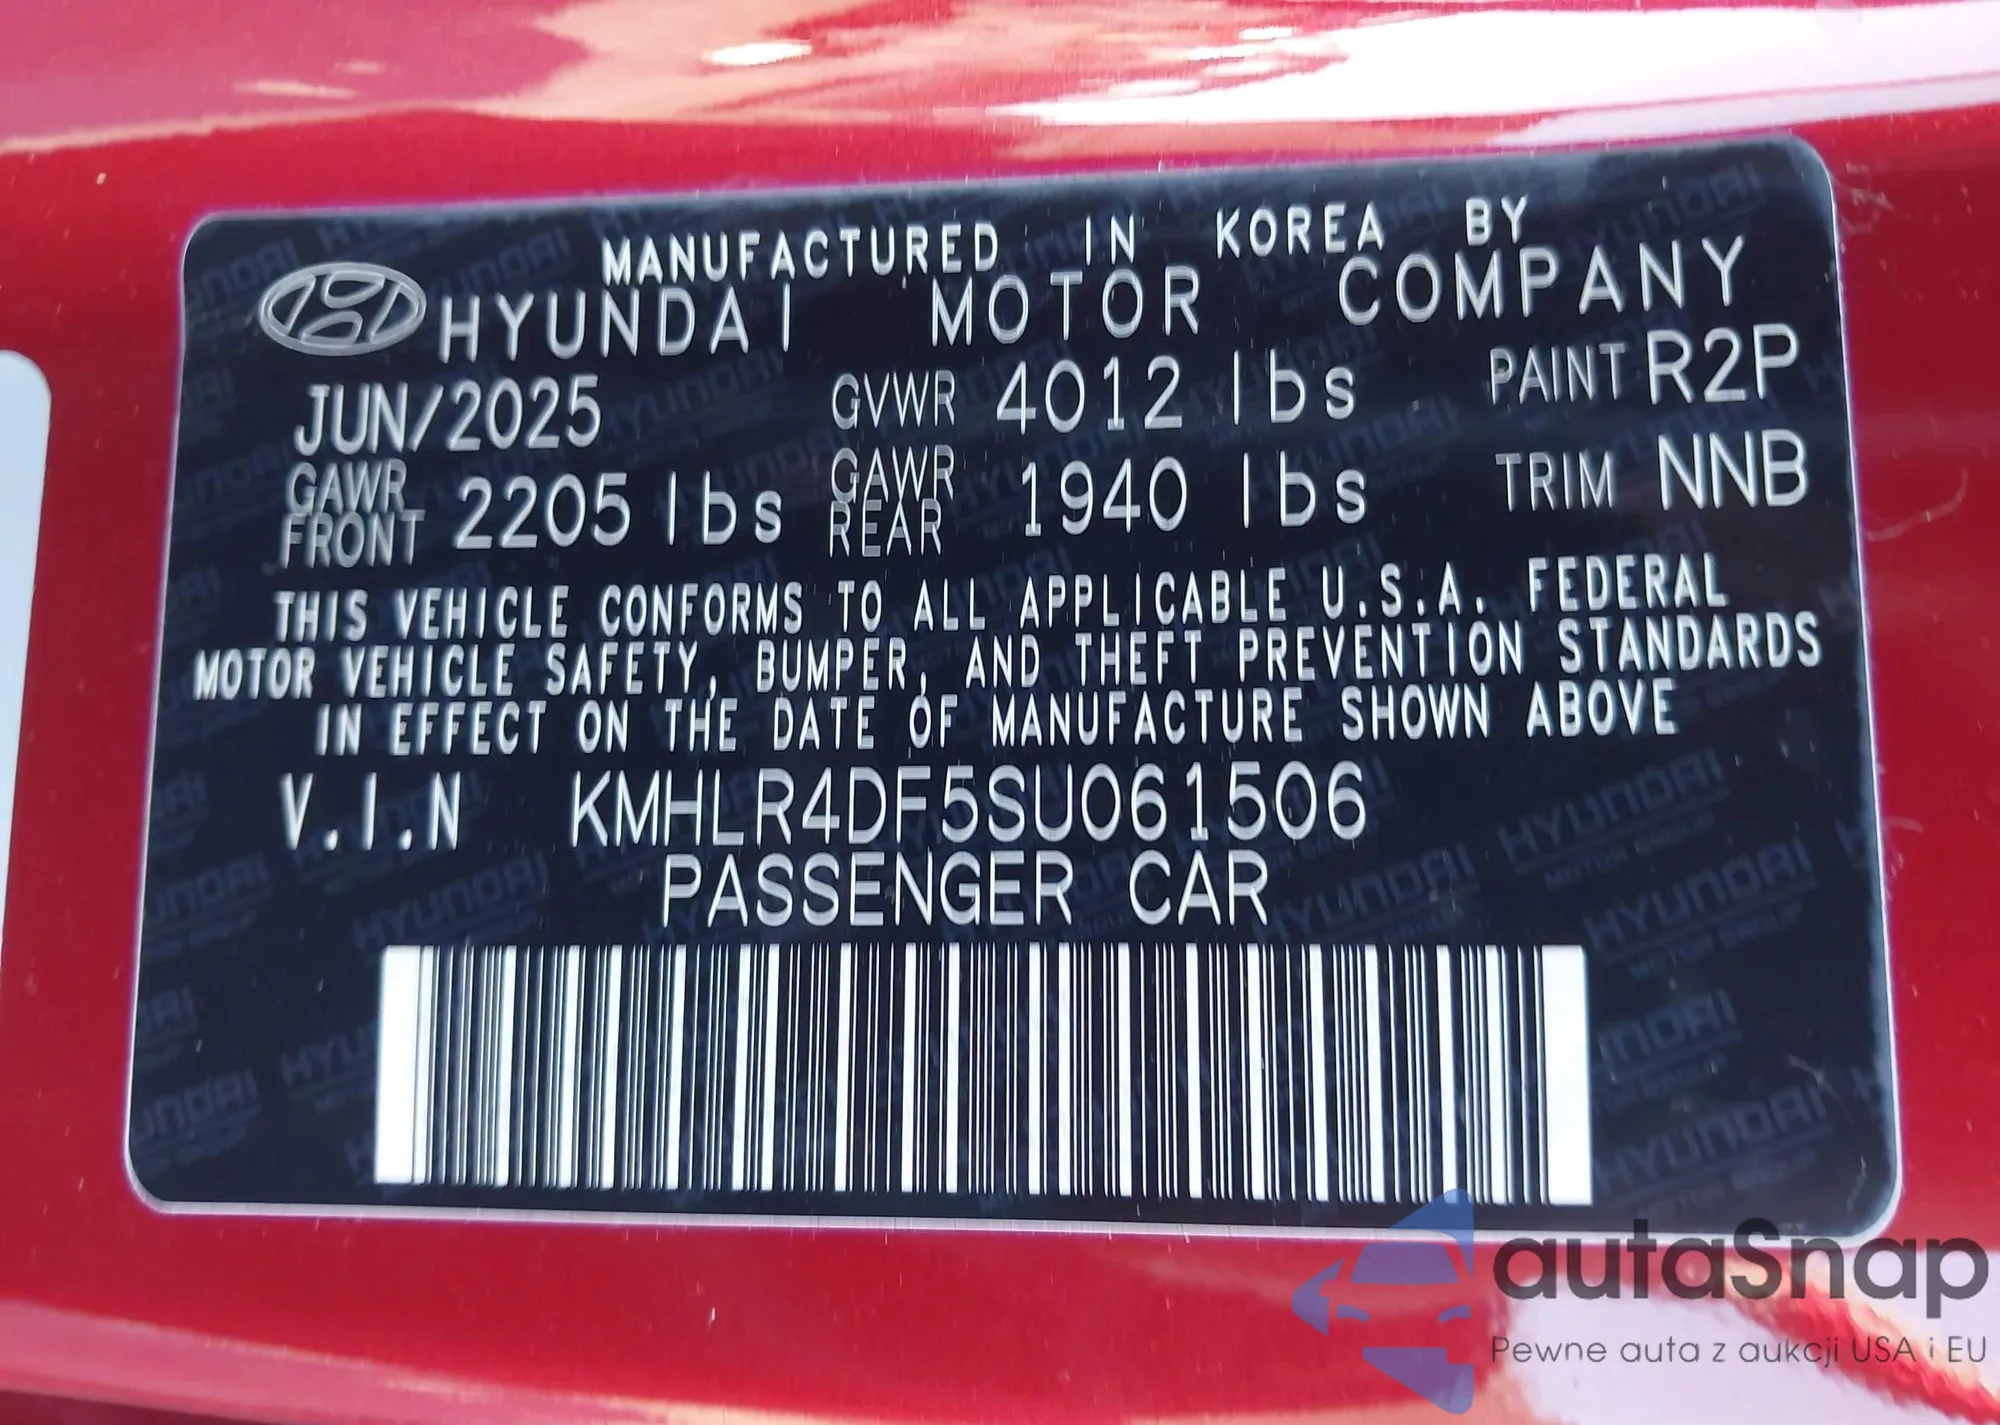 MANUFACTURED IN KOREA BY
HYUNDAI MOTOR COMPANY
JUN/2025 GVWR 4012 lbs PAINT R2P
GAWR FRONT 2205 lbs GAWR REAR 1940 lbs TRIM NNB
THIS VEHICLE CONFORMS TO ALL APPLICABLE U.S.A. FEDERAL
MOTOR VEHICLE SAFETY, BUMPER, AND THEFT PREVENTION STANDARDS
IN EFFECT ON THE DATE OF MANUFACTURE SHOWN ABOVE
V.I.N KMHLR4DF5SU061506
PASSENGER CAR
autaSnap
Pewne auta z aukcji USA i EU